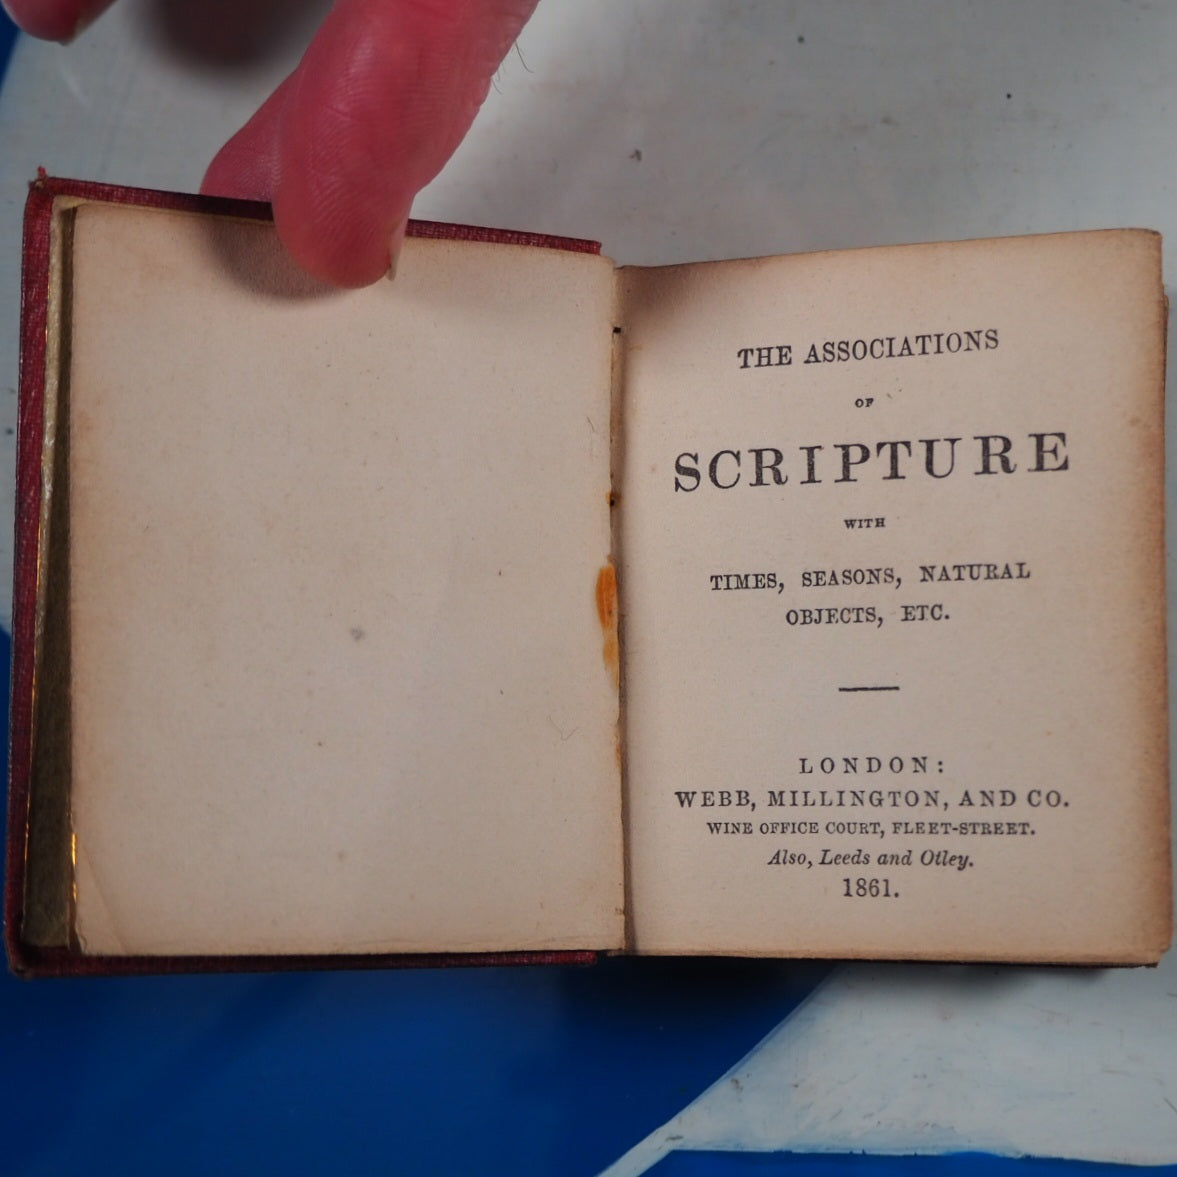 THE ASSOCIATIONS
OF
SCRIPTURE
WITH
TIMES, SEASONS, NATURAL
OBJECTS, ETC.
LONDON:
WEBB, MILLINGTON, AND CO.
WINE OFFICE COURT, FLEET-STREET.
Also, Leeds and Otley.
1861.